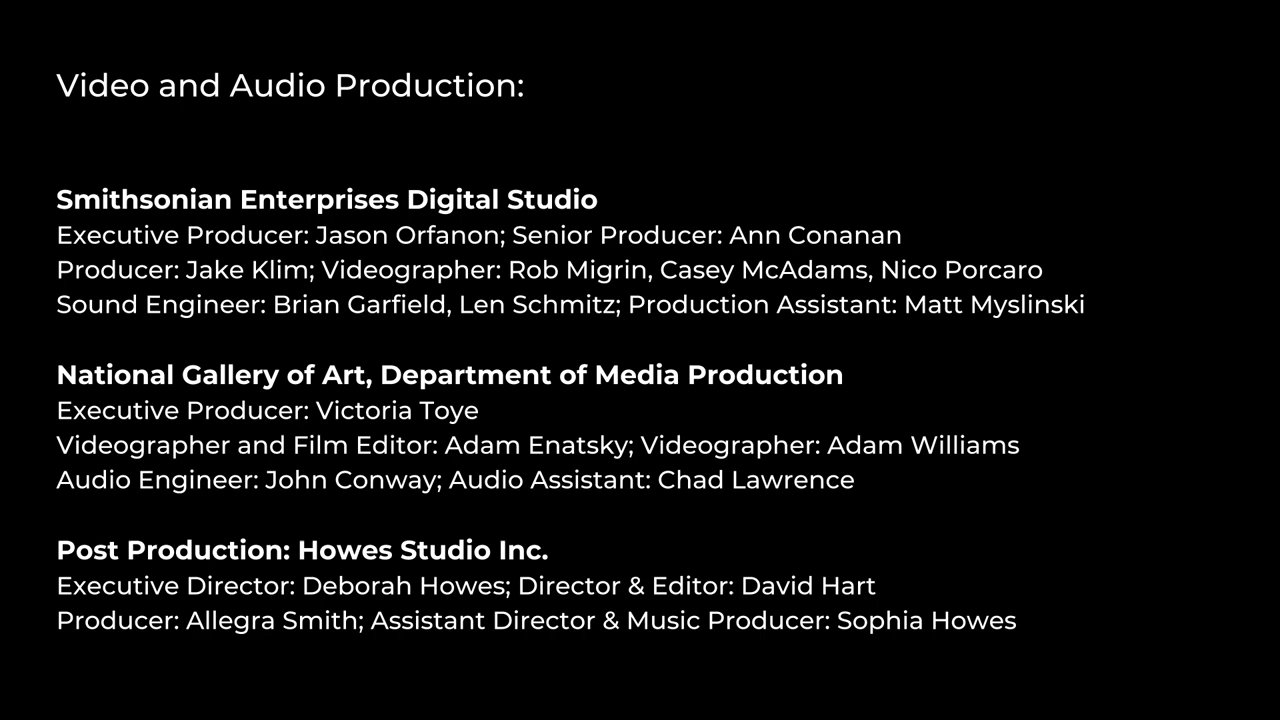 Video and Audio Production:
Smithsonian Enterprises Digital Studio
Executive Producer: Jason Orfanon; Senior Producer: Ann Conanan
Producer: Jake Klim; Videographer: Rob Migrin, Casey McAdams, Nico Porcaro
Sound Engineer: Brian Garfield, Len Schmitz; Production Assistant: Matt Myslinski
National Gallery of Art, Department of Media Production
Executive Producer: Victoria Toye
Videographer and Film Editor: Adam Enatsky; Videographer: Adam Williams
Audio Engineer: John Conway; Audio Assistant: Chad Lawrence
Post Production: Howes Studio Inc.
Executive Director: Deborah Howes; Director & Editor: David Hart
Producer: Allegra Smith; Assistant Director & Music Producer: Sophia Howes